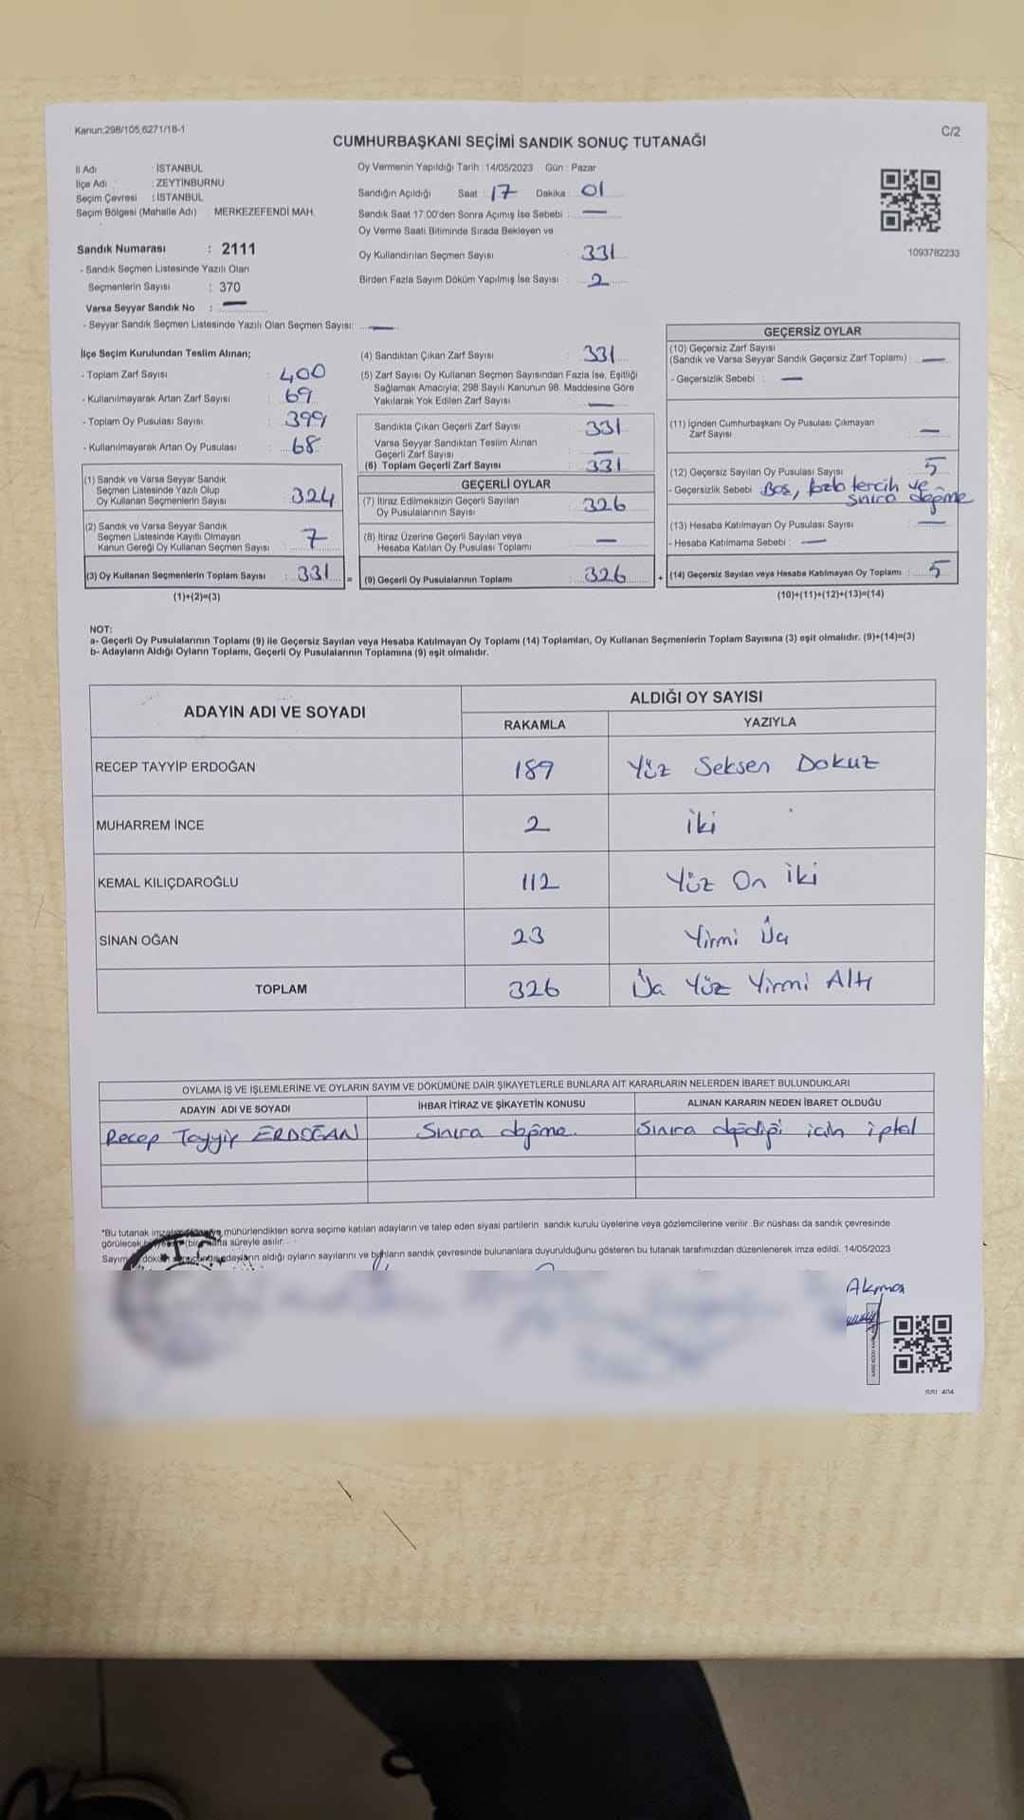 Kanun:298/105,6271/18-1
C/2
CUMHURBAŞKANI SEÇİMİ SANDIK SONUÇ TUTANAĞI
İl Adı : İSTANBUL
İlçe Adı : ZEYTİNBURNU
Seçim Çevresi : İSTANBUL
Seçim Bölgesi (Mahalle Adı) MERKEZEFENDİ MAH.
Oy Vermenin Yapıldığı Tarih :14/05/2023 Gün : Pazar
Sandığın Açıldığı Saat : 17 Dakika : 01
Sandık Saat 17:00'den Sonra Açılmış İse Sebebi : —
Oy Verme Saati Bitiminde Sırada Bekleyen ve
Oy Kullandırılan Seçmen Sayısı : 331
Birden Fazla Sayım Döküm Yapılmış İse Sayısı : 2
1093782233
Sandık Numarası : 2111
- Sandık Seçmen Listesinde Yazılı Olan
Seçmenlerin Sayısı : 370
Varsa Seyyar Sandık No : —
- Seyyar Sandık Seçmen Listesinde Yazılı Olan Seçmen Sayısı: —
İlçe Seçim Kurulundan Teslim Alınan;
- Toplam Zarf Sayısı : 400
- Kullanılmayarak Artan Zarf Sayısı : 69
- Toplam Oy Pusulası Sayısı : 399
- Kullanılmayarak Artan Oy Pusulası : 68
(1) Sandık ve Varsa Seyyar Sandık
Seçmen Listesinde Yazılı Olup
Oy Kullanan Seçmenlerin Sayısı : 324
(2) Sandık ve Varsa Seyyar Sandık
Seçmen Listesinde Kayıtlı Olmayan
Kanun Gereği Oy Kullanan Seçmen Sayısı : 7
(3) Oy Kullanan Seçmenlerin Toplam Sayısı : 331 =
(1)+(2)=(3)
(4) Sandıktan Çıkan Zarf Sayısı : 331
(5) Zarf Sayısı Oy Kullanan Seçmen Sayısından Fazla İse, Eşitliği
Sağlamak Amacıyla; 298 Sayılı Kanunun 98. Maddesine Göre
Yakılarak Yok Edilen Zarf Sayısı : —
Sandıkta Çıkan Geçerli Zarf Sayısı : 331
Varsa Seyyar Sandıktan Teslim Alınan
Geçerli Zarf Sayısı : —
(6) Toplam Geçerli Zarf Sayısı : 331
GEÇERLİ OYLAR
(7) İtiraz Edilmeksizin Geçerli Sayılan
Oy Pusulalarının Sayısı : 326
(8) İtiraz Üzerine Geçerli Sayılan veya
Hesaba Katılan Oy Pusulası Toplamı : —
(9) Geçerli Oy Pusulalarının Toplamı : 326 +
GEÇERSİZ OYLAR
(10) Geçersiz Zarf Sayısı
(Sandık ve Varsa Seyyar Sandık Geçersiz Zarf Toplamı) : —
- Geçersizlik Sebebi : —
(11) İçinden Cumhurbaşkanı Oy Pusulası Çıkmayan
Zarf Sayısı : —
(12) Geçersiz Sayılan Oy Pusulası Sayısı : 5
- Geçersizlik Sebebi Boş, fazla tercih ve
sınıra değme
(13) Hesaba Katılmayan Oy Pusulası Sayısı : —
- Hesaba Katılmama Sebebi : —
(14) Geçersiz Sayılan veya Hesaba Katılmayan Oy Toplamı : 5
(10)+(11)+(12)+(13)=(14)
NOT:
a- Geçerli Oy Pusulalarının Toplamı (9) ile Geçersiz Sayılan veya Hesaba Katılmayan Oy Toplamı (14) Toplamları, Oy Kullanan Seçmenlerin Toplam Sayısına (3) eşit olmalıdır. (9)+(14)=(3)
b- Adayların Aldığı Oyların Toplamı, Geçerli Oy Pusulalarının Toplamına (9) eşit olmalıdır.
ADAYIN ADI VE SOYADI ALDIĞI OY SAYISI
RAKAMLA YAZIYLA
RECEP TAYYİP ERDOĞAN 189 Yüz Seksen Dokuz
MUHARREM İNCE 2 iki
KEMAL KILIÇDAROĞLU 112 Yüz On iki
SİNAN OĞAN 23 Yirmi Üç
TOPLAM 326 Üç Yüz Yirmi Altı
OYLAMA İŞ VE İŞLEMLERİNE VE OYLARIN SAYIM VE DÖKÜMÜNE DAİR ŞİKAYETLERLE BUNLARA AİT KARARLARIN NELERDEN İBARET BULUNDUKLARI
ADAYIN ADI VE SOYADI İHBAR İTİRAZ VE ŞİKAYETİN KONUSU ALINAN KARARIN NEDEN İBARET OLDUĞU
Recep Tayyip ERDOĞAN Sınıra değme Sınıra değdiği için iptal
"Bu tutanak mühürlendikten sonra seçime katılan adayların ve talep eden siyasi partilerin sandık kurulu üyelerine veya gözlemcilerine verilir. Bir nüshası da sandık çevresinde
görülecek süreyle asılır.
Sayım adayların aldığı oyların sayılarını ve bunların sandık çevresinde bulunanlara duyurulduğunu gösteren bu tutanak tarafımızdan düzenlenerek imza edildi. 14/05/2023
T.C.